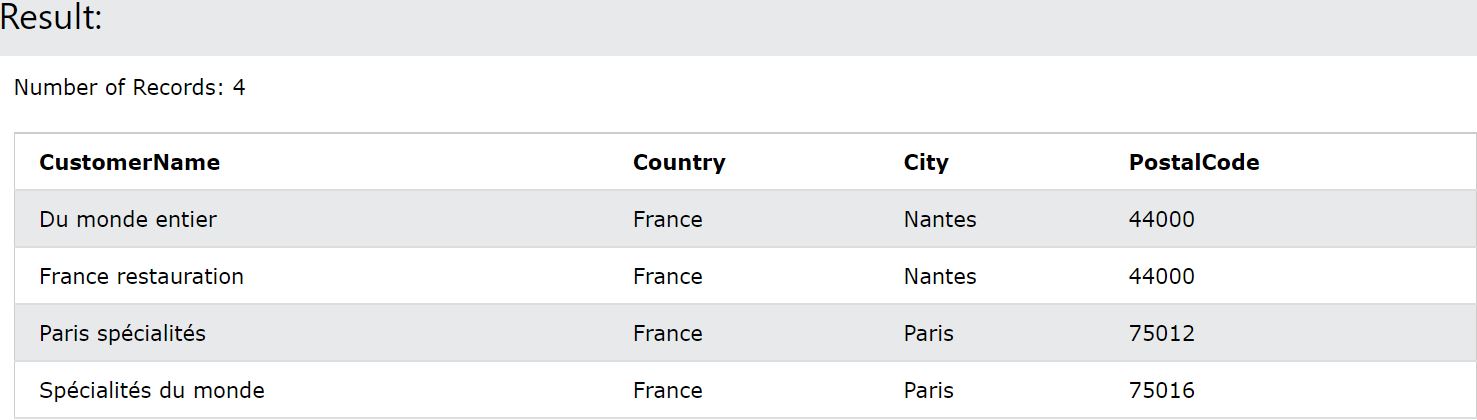 Result:
Number of Records: 4
CustomerName Country City PostalCode
Du monde entier France Nantes 44000
France restauration France Nantes 44000
Paris spécialités France Paris 75012
Spécialités du monde France Paris 75016